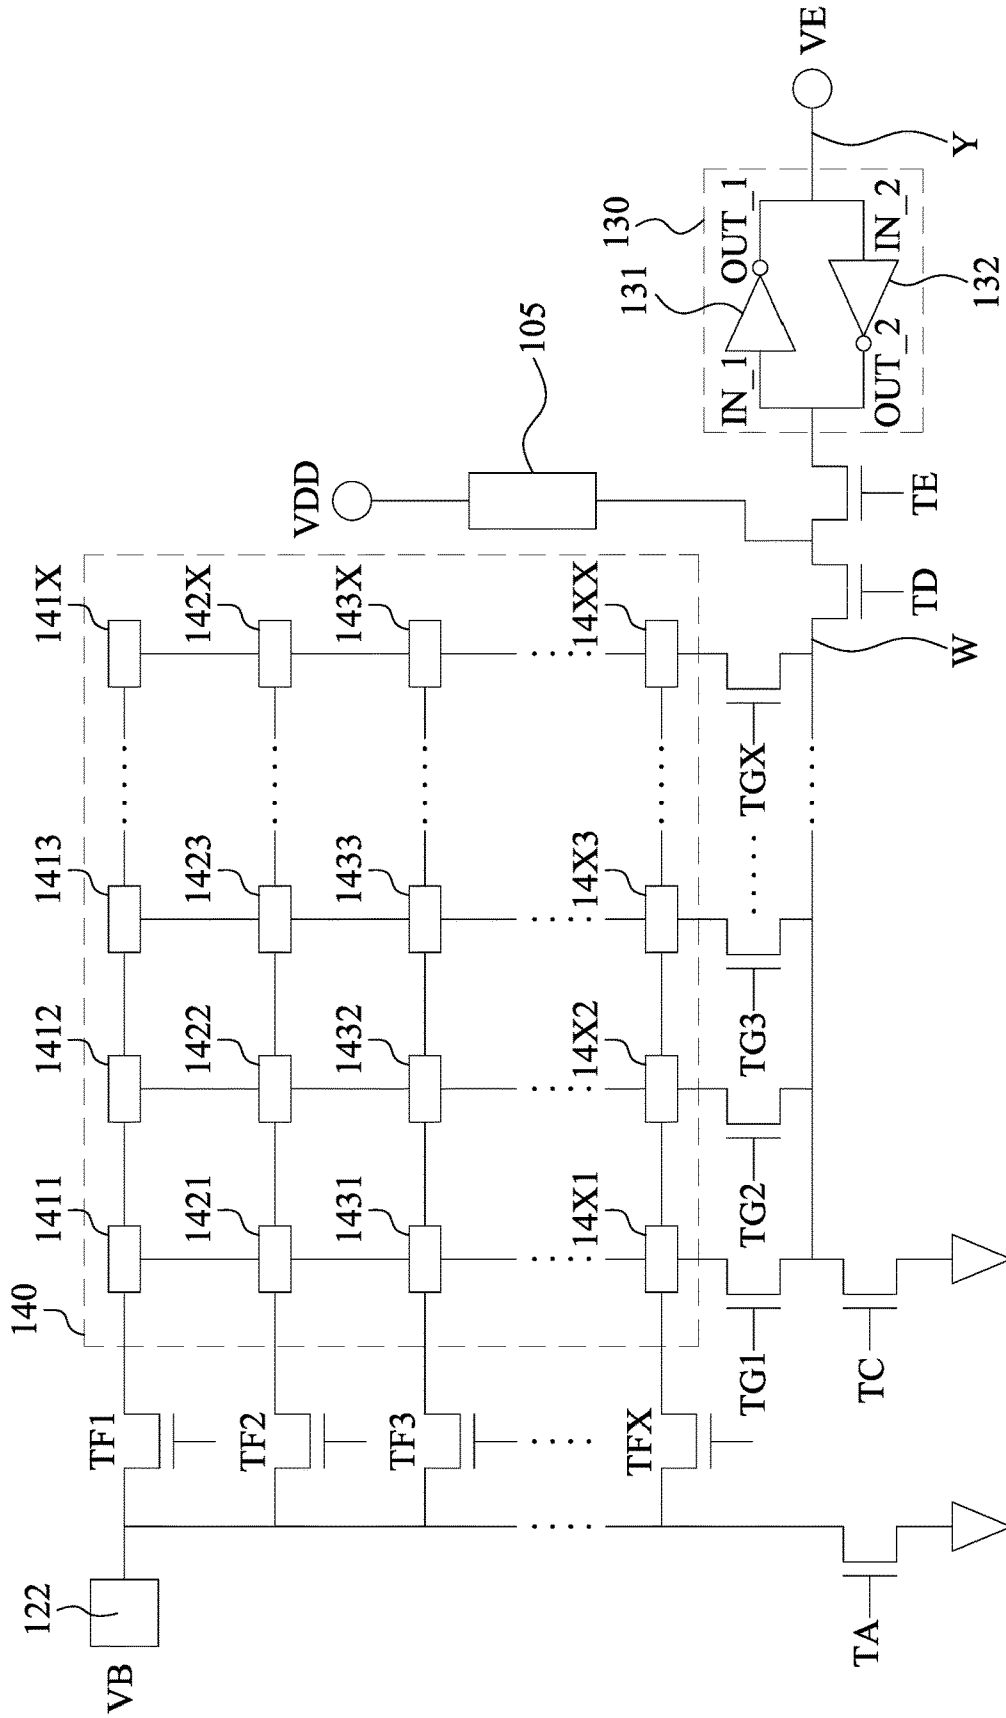 140
1411
1412
1413
141X
122
VB
TF1
1421
1422
1423
142X
VDD
TF2
1431
1432
1433
143X
105
TF3
14X1
14X2
14X3
14XX
TFX
TG1
TG2
TG3
TGX
130
131
IN_1
OUT_1
VE
TA
TC
W
TD
TE
OUT_2
IN_2
132
Y